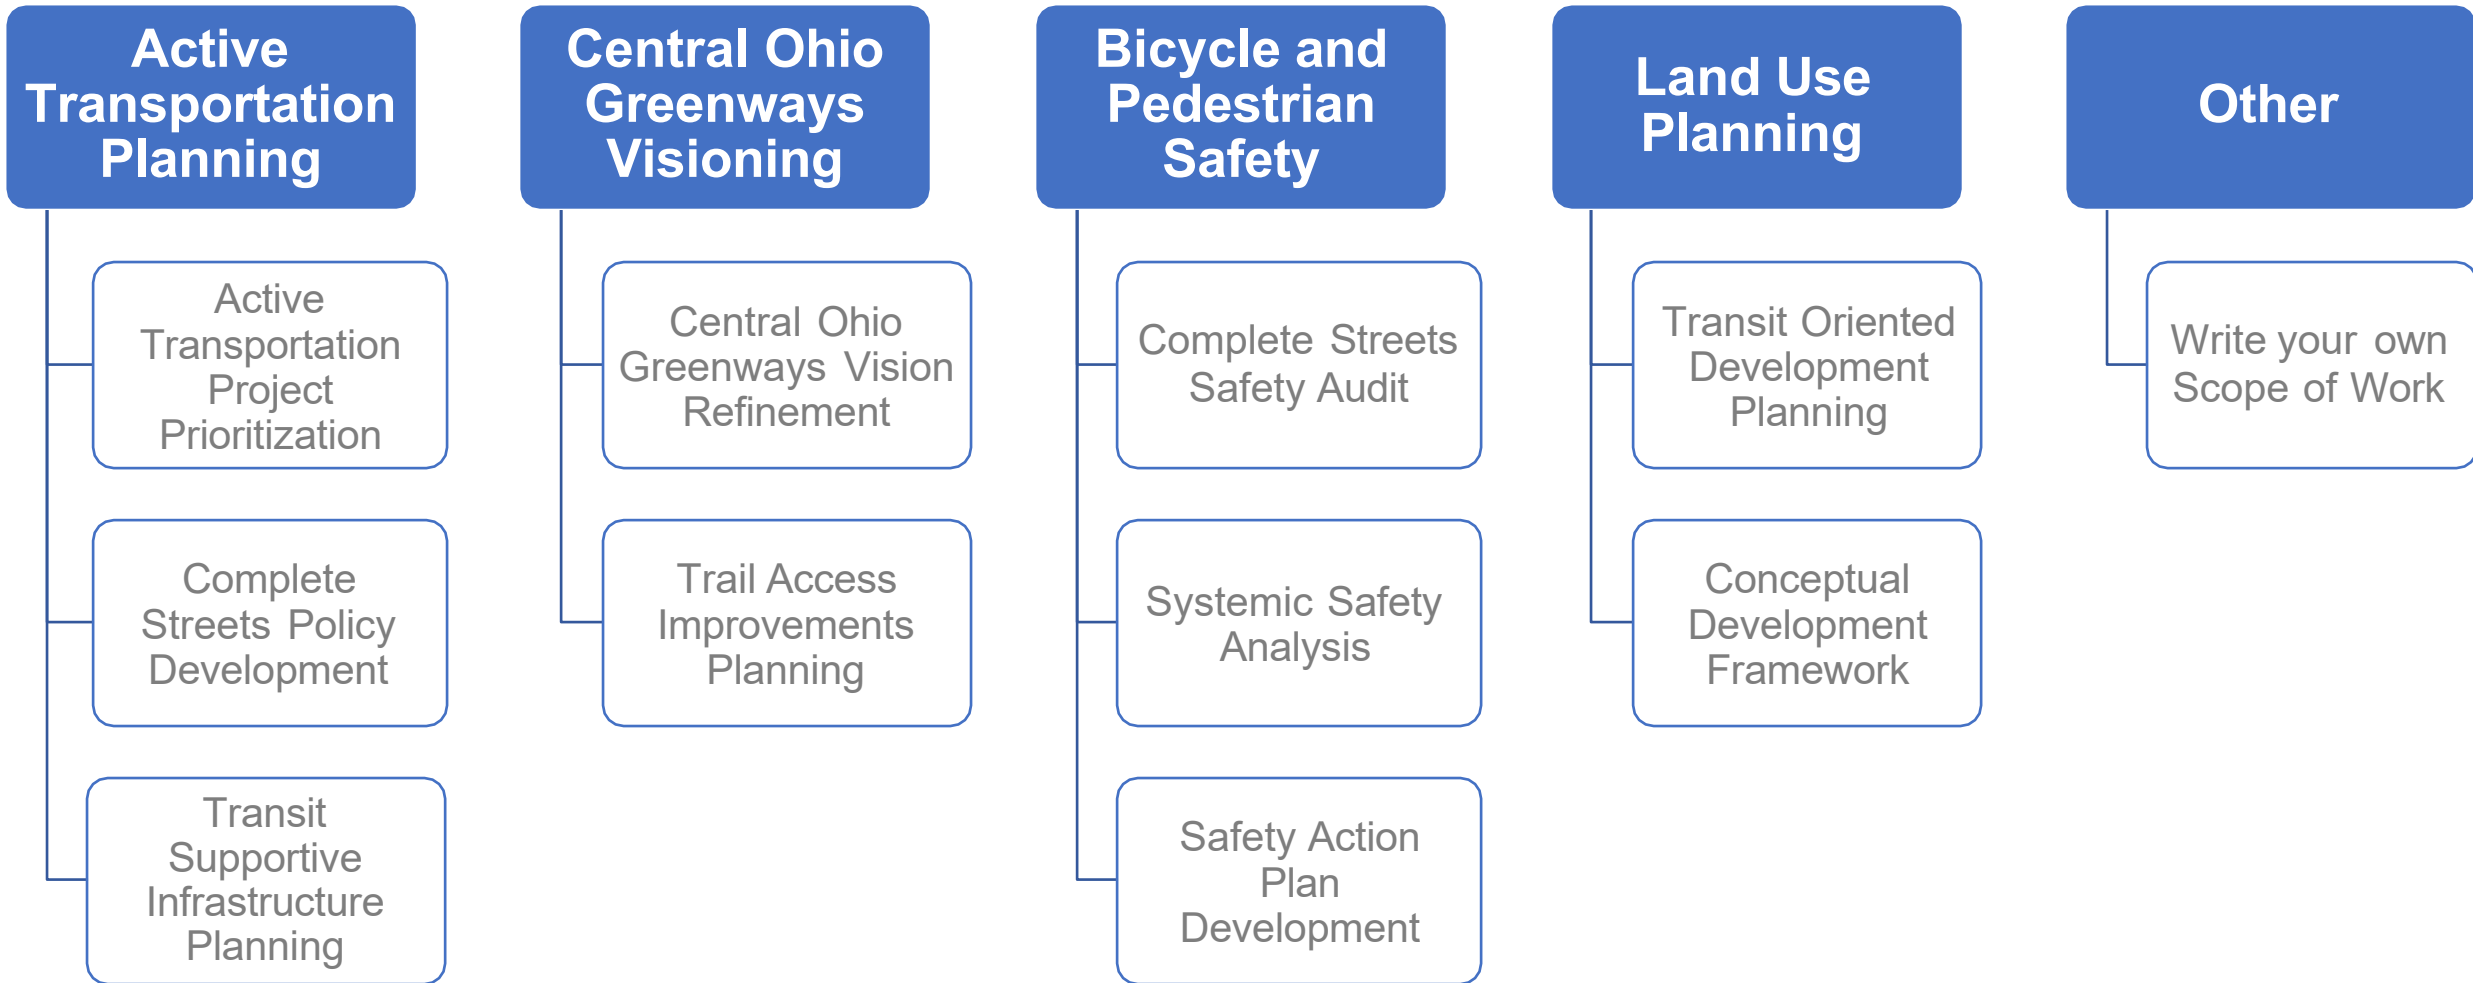 Active
Transportation
Planning
Active
Transportation
Project
Prioritization
Complete
Streets Policy
Development
Transit
Supportive
Infrastructure
Planning
Central Ohio
Greenways
Visioning
Central Ohio
Greenways Vision
Refinement
Trail Access
Improvements
Planning
Bicycle and
Pedestrian
Safety
Complete Streets
Safety Audit
Systemic Safety
Analysis
Safety Action
Plan
Development
Land Use
Planning
Transit Oriented
Development
Planning
Conceptual
Development
Framework
Other
Write your own
Scope of Work